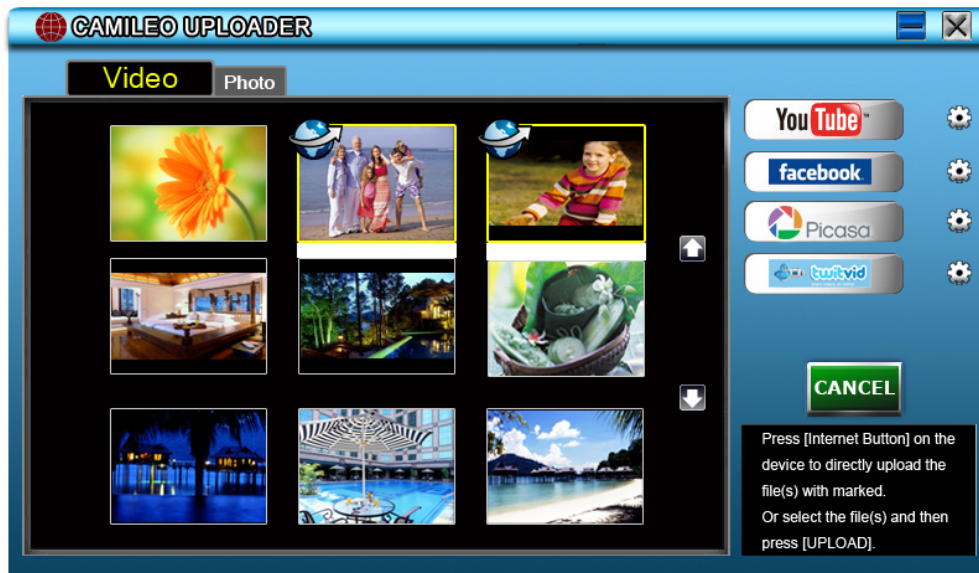 CAMILEO UPLOADER
Video
Photo
YouTube™
facebook
Picasa
twitvid
CANCEL
Press [Internet Button] on the
device to directly upload the
file(s) with marked.
Or select the file(s) and then
press [UPLOAD].